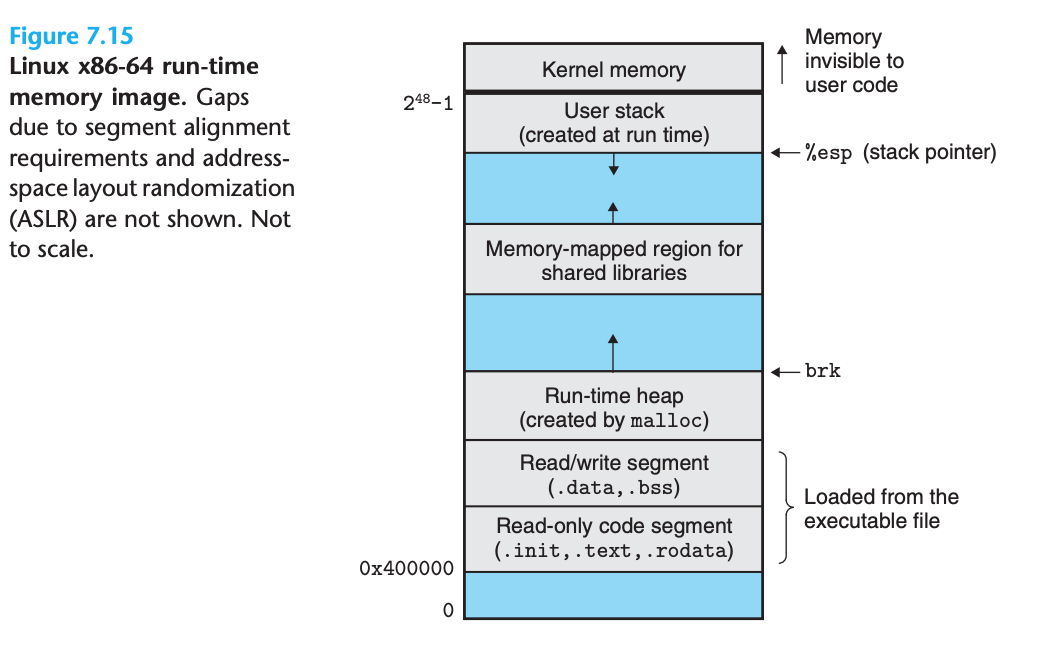 Figure 7.15
Linux x86-64 run-time
memory image. Gaps
due to segment alignment
requirements and address-
space layout randomization
(ASLR) are not shown. Not
to scale.
Memory
invisible to
user code
Kernel memory
2⁴⁸–1
User stack
(created at run time)
%esp (stack pointer)
Memory-mapped region for
shared libraries
brk
Run-time heap
(created by malloc)
Read/write segment
(.data,.bss)
Loaded from the
executable file
Read-only code segment
(.init,.text,.rodata)
0x400000
0